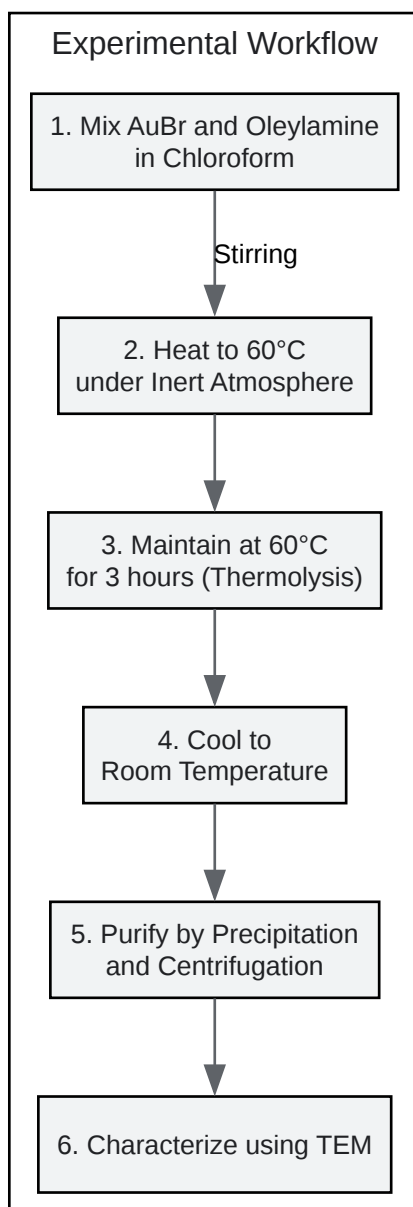 Experimental Workflow
1. Mix AuBr and Oleylamine
in Chloroform
Stirring
2. Heat to 60°C
under Inert Atmosphere
3. Maintain at 60°C
for 3 hours (Thermolysis)
4. Cool to
Room Temperature
5. Purify by Precipitation
and Centrifugation
6. Characterize using TEM